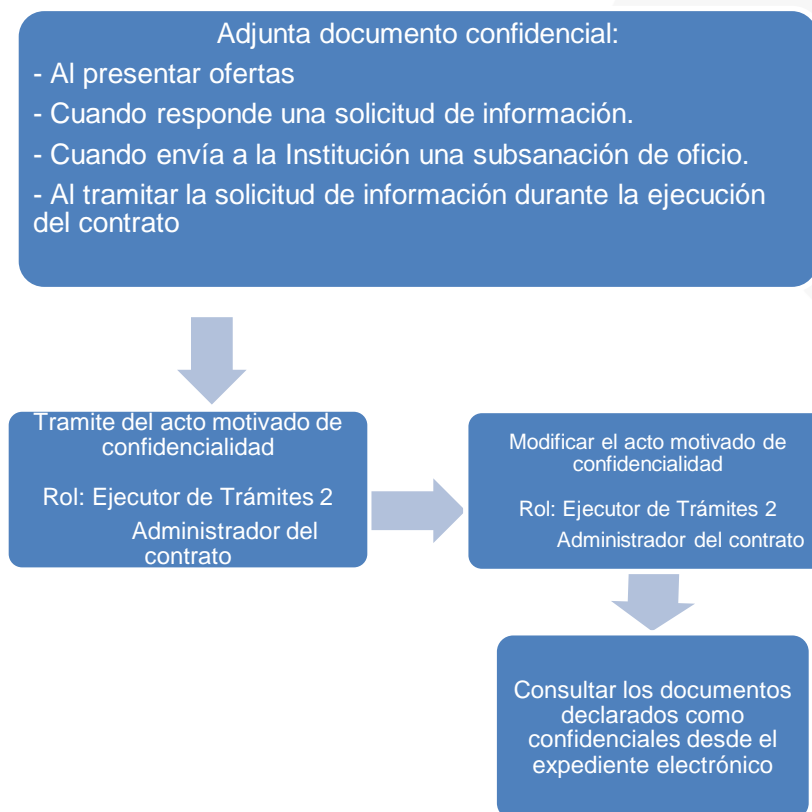 Adjunta documento confidencial:
- Al presentar ofertas
- Cuando responde una solicitud de información.
- Cuando envía a la Institución una subsanación de oficio.
- Al tramitar la solicitud de información durante la ejecución
del contrato
Tramite del acto motivado de
confidencialidad
Rol: Ejecutor de Trámites 2
Administrador del
contrato
Modificar el acto motivado de
confidencialidad
Rol: Ejecutor de Trámites 2
Administrador del contrato
Consultar los documentos
declarados como
confidenciales desde el
expediente electrónico